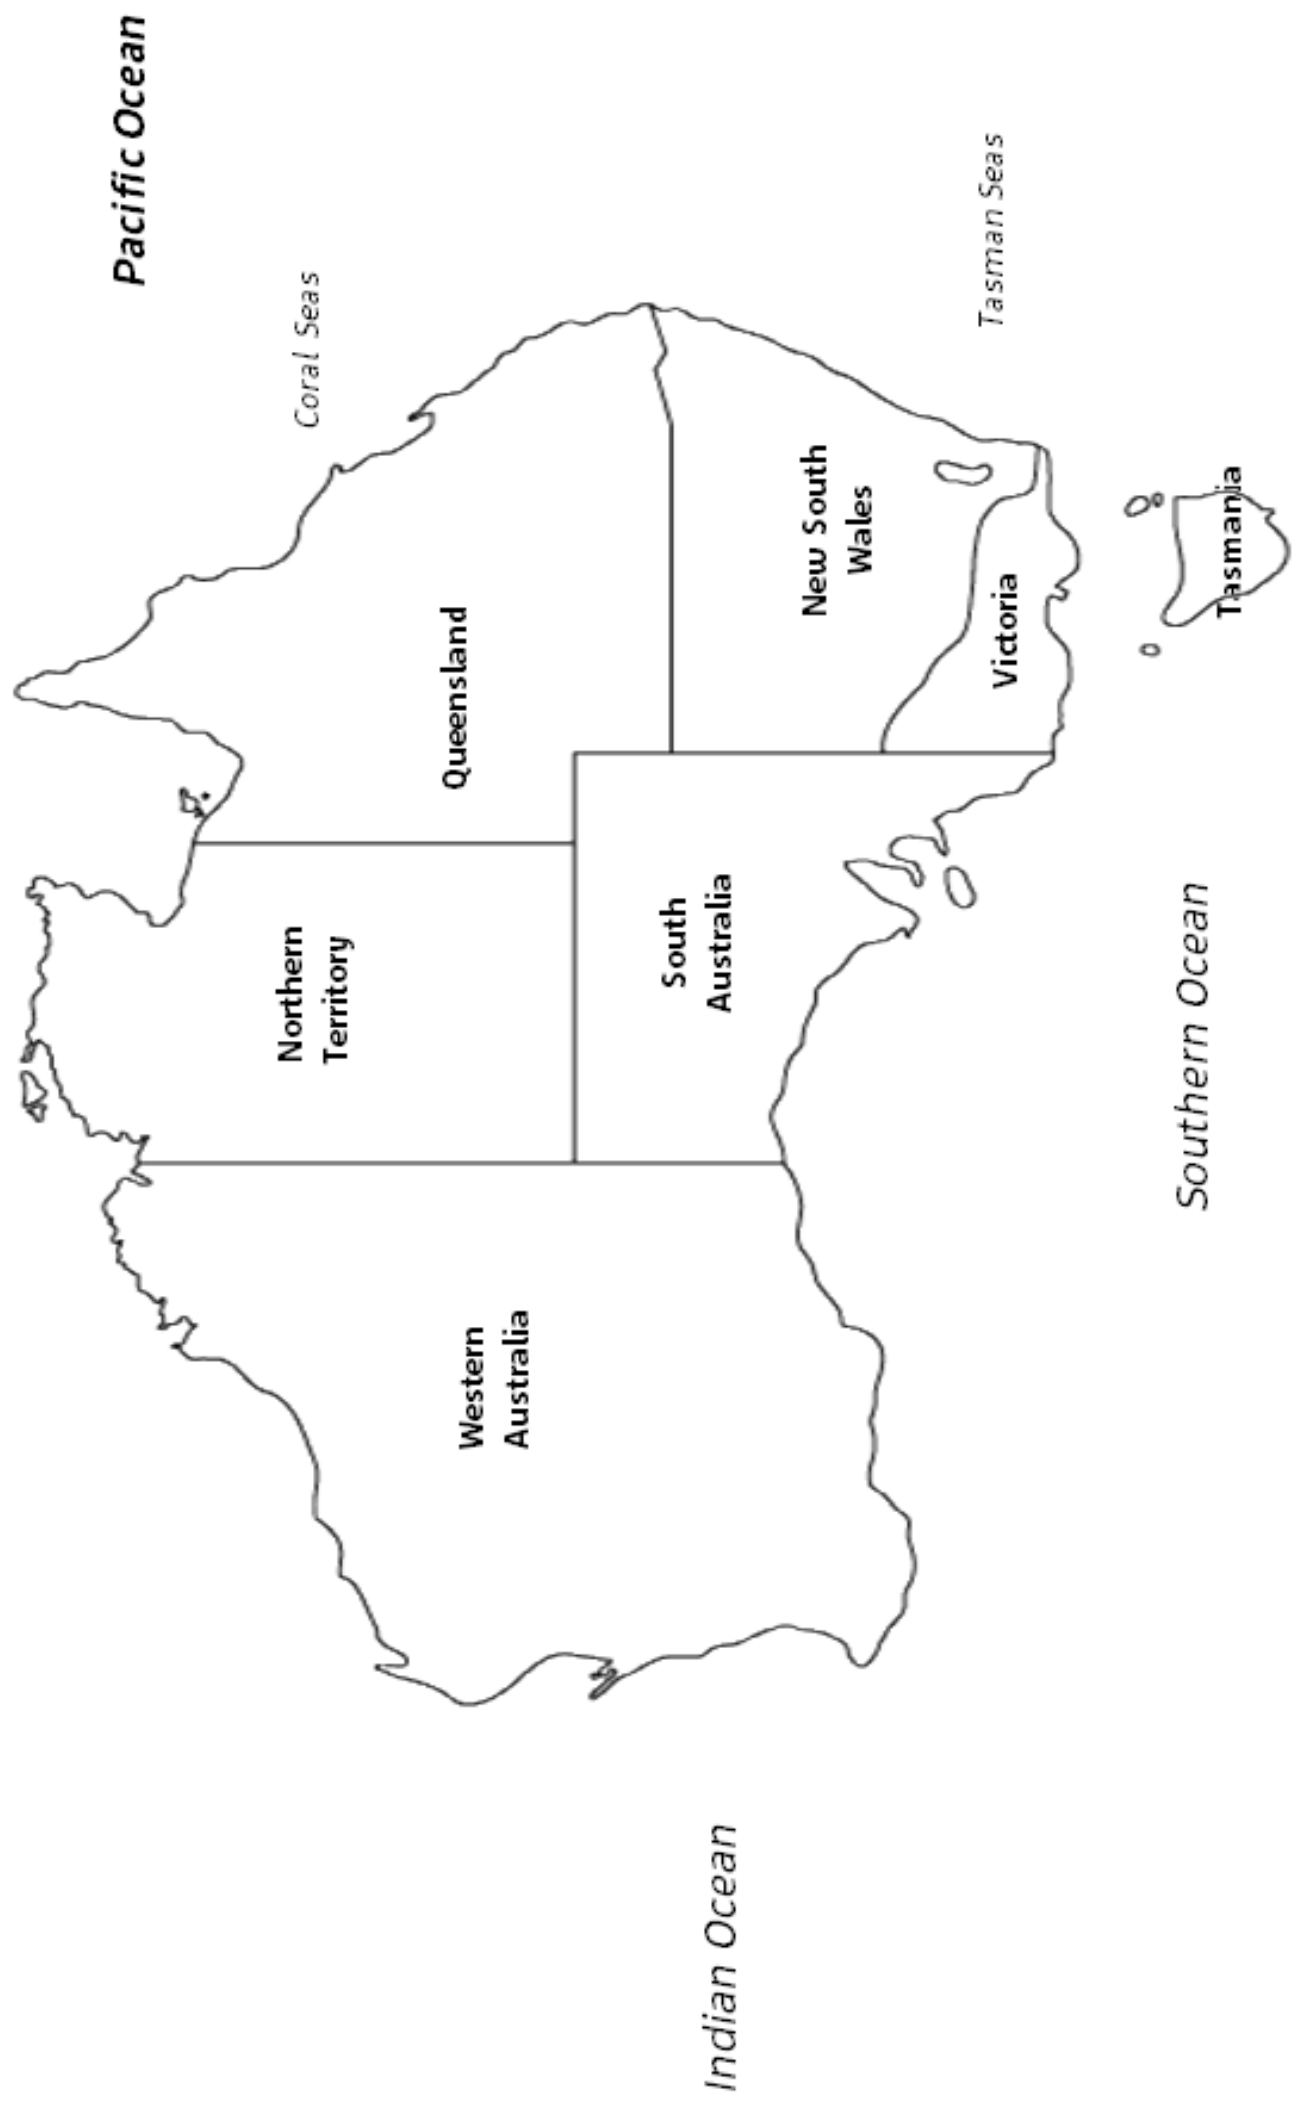 Pacific Ocean
Coral Seas
Northern
Territory
Queensland
Western
Australia
South
Australia
New South
Wales
Indian Ocean
Tasman Seas
Victoria
Southern Ocean
Tasmania